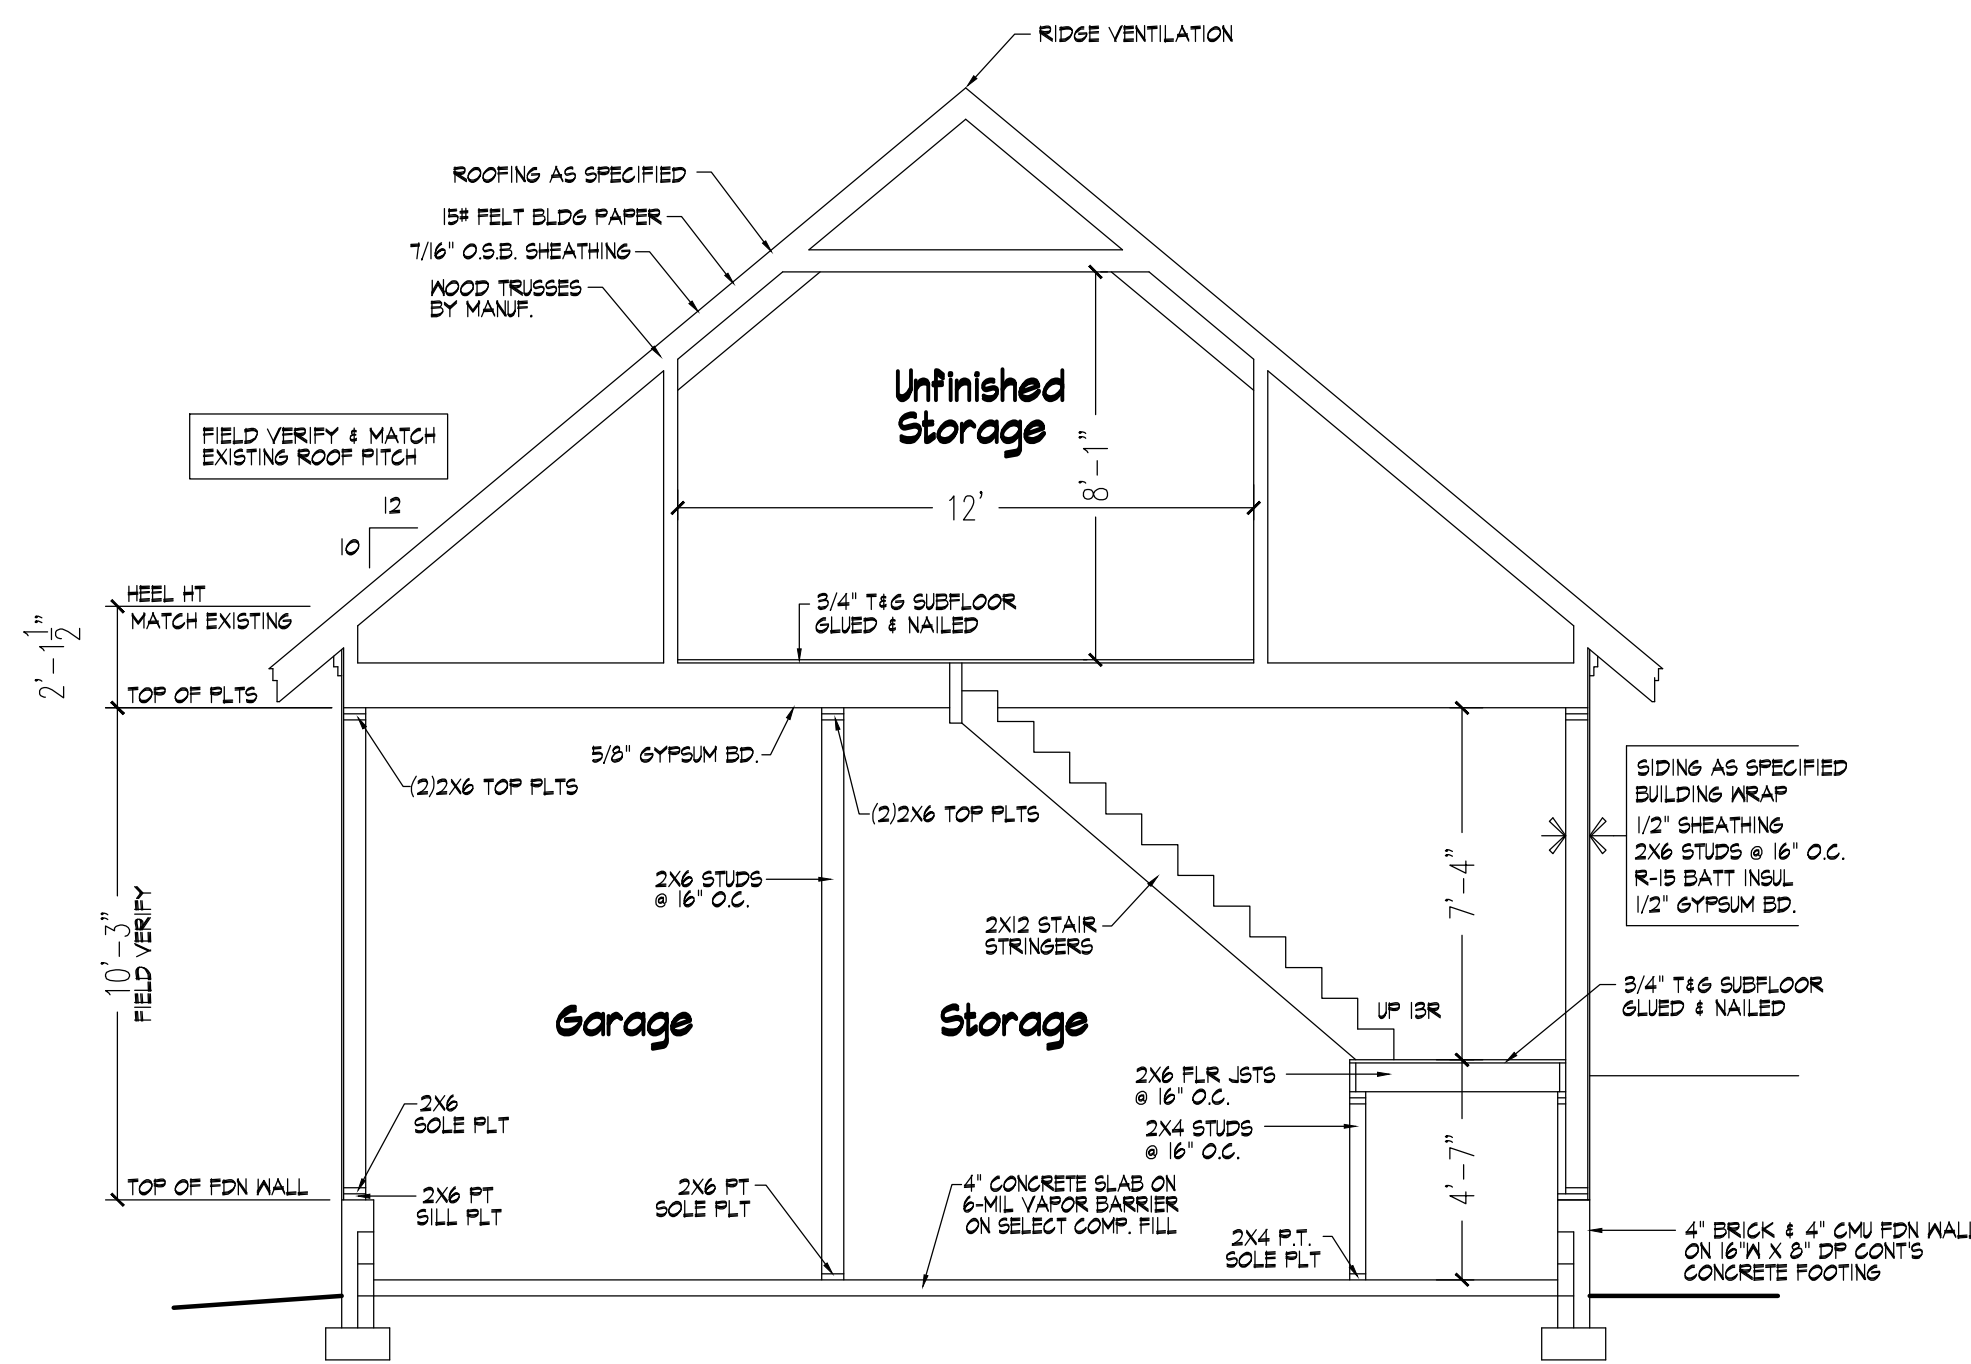 RIDGE VENTILATION
ROOFING AS SPECIFIED
15# FELT BLDG PAPER
7/16" O.S.B. SHEATHING
WOOD TRUSSES
BY MANUF.
Unfinished
Storage
8'-1"
12'
FIELD VERIFY & MATCH
EXISTING ROOF PITCH
12
10
HEEL HT
MATCH EXISTING
2'-1 1/2"
3/4" T&G SUBFLOOR
GLUED & NAILED
TOP OF PLTS
5/8" GYPSUM BD.
(2)2X6 TOP PLTS
(2)2X6 TOP PLTS
SIDING AS SPECIFIED
BUILDING WRAP
1/2" SHEATHING
2X6 STUDS @ 16" O.C.
R-15 BATT INSUL
1/2" GYPSUM BD.
2X6 STUDS
@ 16" O.C.
7'-4"
2X12 STAIR
STRINGERS
10'-3"
FIELD VERIFY
3/4" T&G SUBFLOOR
GLUED & NAILED
Garage
Storage
UP 13R
2X6 FLR JSTS
@ 16" O.C.
2X6
SOLE PLT
2X4 STUDS
@ 16" O.C.
4'-7"
TOP OF FDN WALL
2X6 PT
SILL PLT
2X6 PT
SOLE PLT
4" CONCRETE SLAB ON
6-MIL VAPOR BARRIER
ON SELECT COMP. FILL
2X4 P.T.
SOLE PLT
4" BRICK & 4" CMU FDN WALL
ON 16"W X 8" DP CONT'S
CONCRETE FOOTING